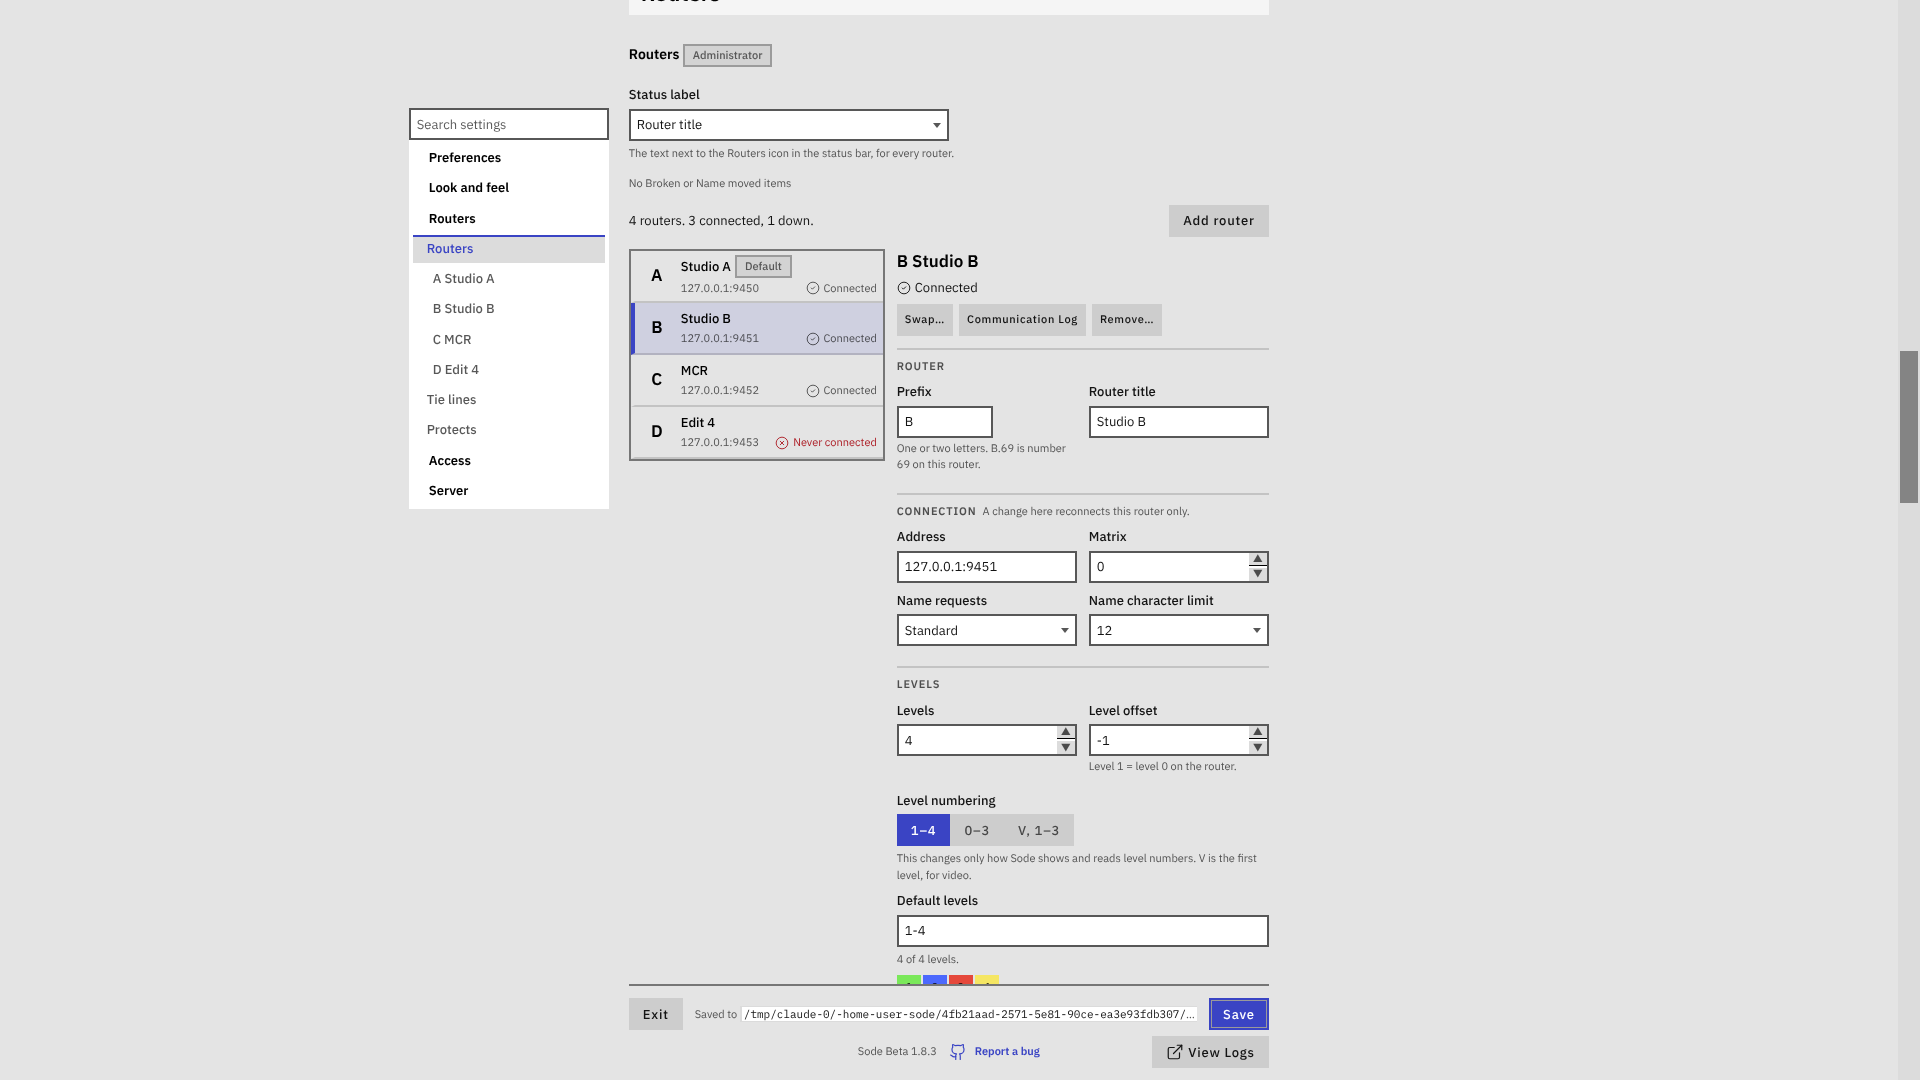 Routers Administrator
Search settings
Preferences
Look and feel
Routers
Routers
A Studio A
B Studio B
C MCR
D Edit 4
Tie lines
Protects
Access
Server
Status label
Router title
The text next to the Routers icon in the status bar, for every router.
No Broken or Name moved items
4 routers. 3 connected, 1 down.
Add router
A
Studio A Default
127.0.0.1:9450 Connected
B
Studio B
127.0.0.1:9451 Connected
C
MCR
127.0.0.1:9452 Connected
D
Edit 4
127.0.0.1:9453 Never connected
B Studio B
Connected
Swap... Communication Log Remove...
ROUTER
Prefix Router title
B Studio B
One or two letters. B.69 is number
69 on this router.
CONNECTION A change here reconnects this router only.
Address Matrix
127.0.0.1:9451 0
Name requests Name character limit
Standard 12
LEVELS
Levels Level offset
4 -1
Level 1 = level 0 on the router.
Level numbering
1–4 0–3 V, 1–3
This changes only how Sode shows and reads level numbers. V is the first
level, for video.
Default levels
1-4
4 of 4 levels.
Exit Saved to /tmp/claude-0/-home-user-sode/4fb21aad-2571-5e81-90ce-ea3e93fdb307/... Save
Sode Beta 1.8.3 Report a bug View Logs